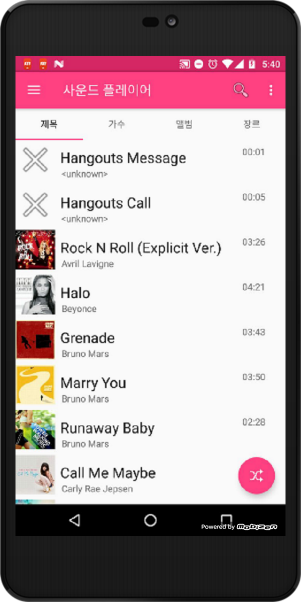 5:40
사운드 플레이어
제목 가수 앨범 장르
Hangouts Message 00:01
<unknown>
Hangouts Call 00:05
<unknown>
Rock N Roll (Explicit Ver.) 03:26
Avril Lavigne
Halo 04:21
Beyonce
Grenade 03:43
Bruno Mars
Marry You 03:50
Bruno Mars
Runaway Baby 02:28
Bruno Mars
Call Me Maybe
Carly Rae Jepsen
Powered by